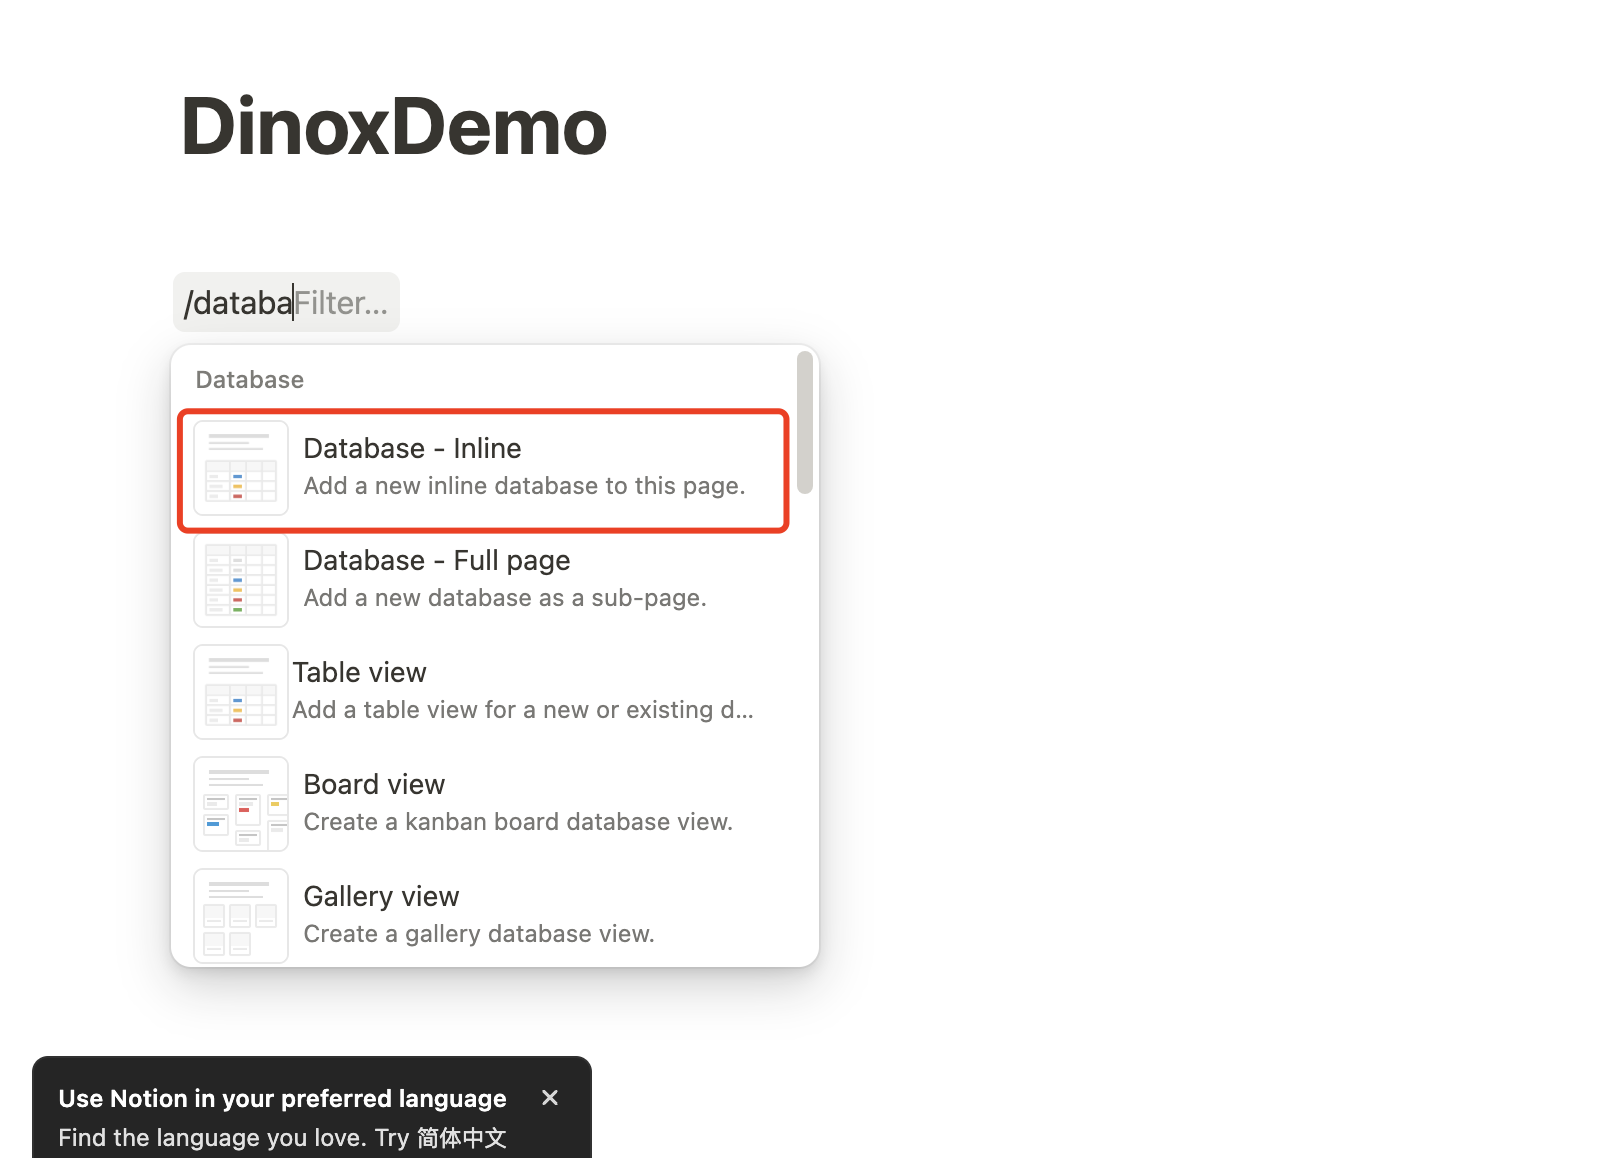 DinoxDemo
/databaFilter...
Database
Database - Inline
Add a new inline database to this page.
Database - Full page
Add a new database as a sub-page.
Table view
Add a table view for a new or existing d...
Board view
Create a kanban board database view.
Gallery view
Create a gallery database view.
Use Notion in your preferred language
Find the language you love. Try 简体中文